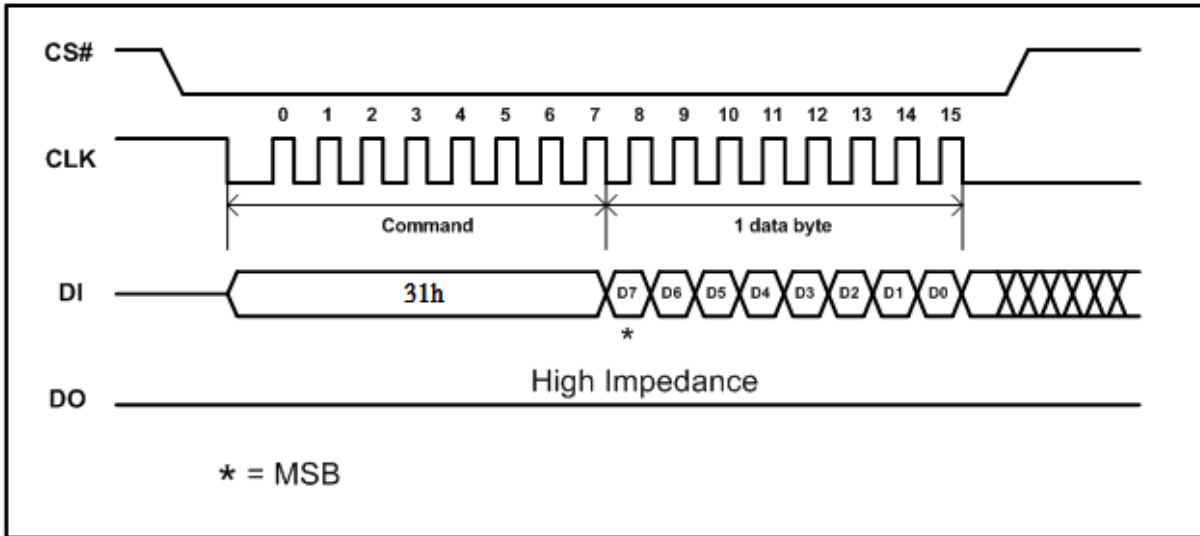 CS#
0 1 2 3 4 5 6 7 8 9 10 11 12 13 14 15
CLK
Command 1 data byte
DI 31h D7 D6 D5 D4 D3 D2 D1 D0
*
High Impedance
DO
* = MSB